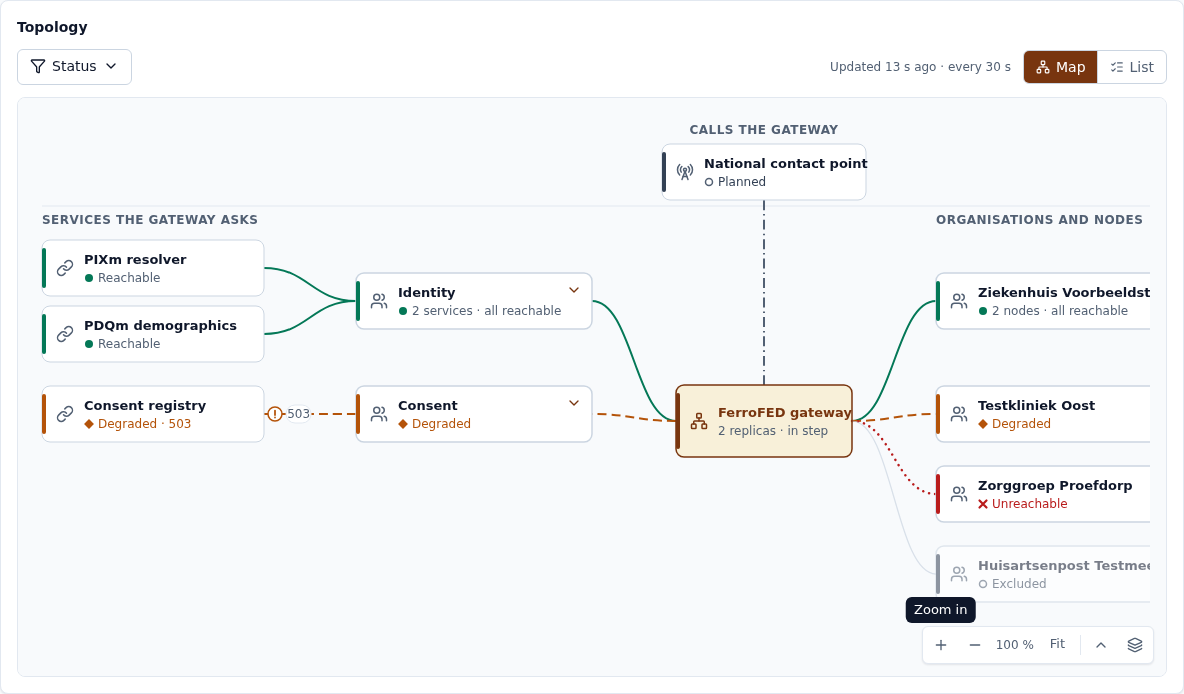 Topology
Status
Updated 13 s ago · every 30 s
Map
List
CALLS THE GATEWAY
National contact point
Planned
SERVICES THE GATEWAY ASKS
ORGANISATIONS AND NODES
PIXm resolver
Reachable
PDQm demographics
Reachable
Identity
2 services · all reachable
Ziekenhuis Voorbeeldst
2 nodes · all reachable
Consent registry
Degraded · 503
503
Consent
Degraded
FerroFED gateway
2 replicas · in step
Testkliniek Oost
Degraded
Zorggroep Proefdorp
Unreachable
Huisartsenpost Testmee
Excluded
Zoom in
100 %
Fit